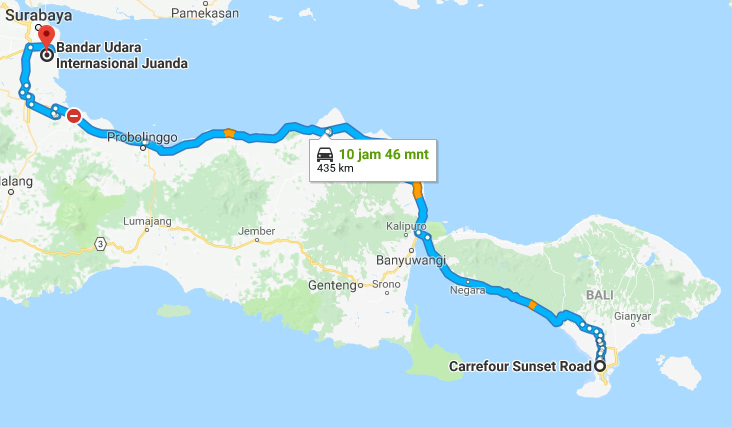 Surabaya
Pamekasan
Bandar Udara
Internasional Juanda
Probolinggo
10 jam 46 mnt
435 km
alang
Lumajang
3
Jember
Kalipuro
Banyuwangi
Genteng
Srono
Negara
BALI
Gianyar
Carrefour Sunset Road